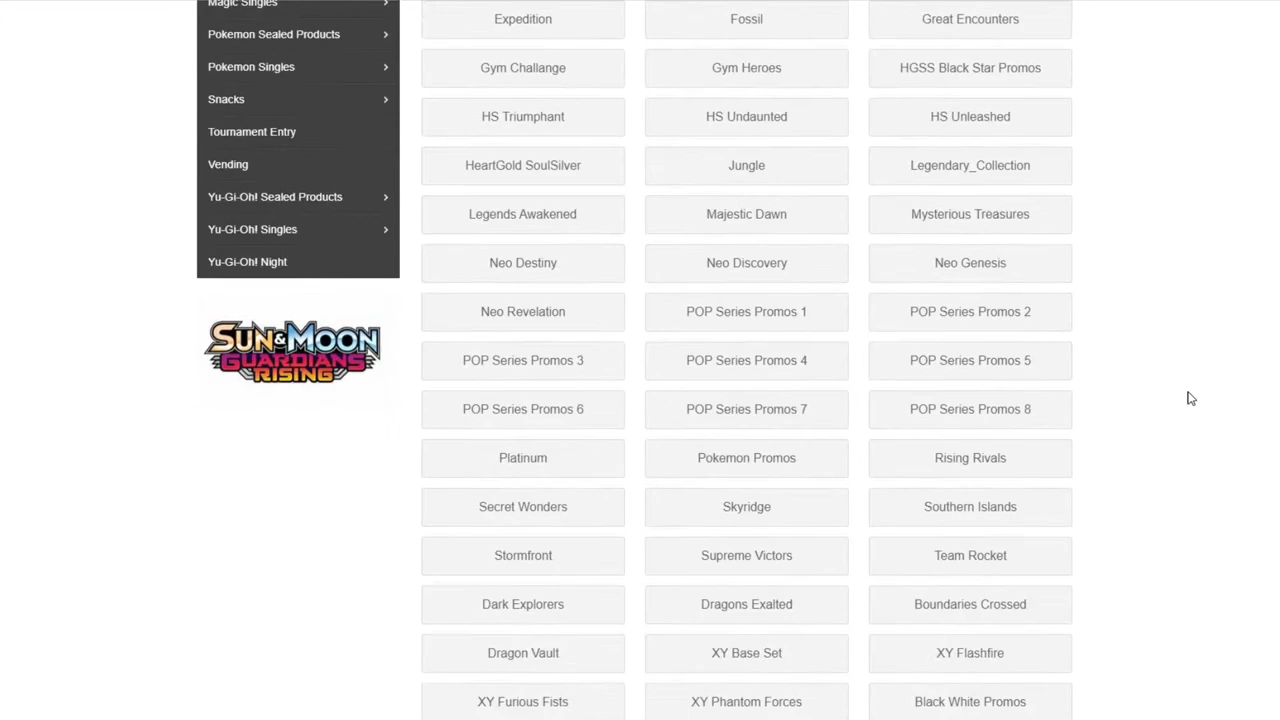 Magic Singles
Pokemon Sealed Products
Pokemon Singles
Snacks
Tournament Entry
Vending
Yu-Gi-Oh! Sealed Products
Yu-Gi-Oh! Singles
Yu-Gi-Oh! Night
SUN & MOON
GUARDIANS
RISING
Expedition
Fossil
Great Encounters
Gym Challange
Gym Heroes
HGSS Black Star Promos
HS Triumphant
HS Undaunted
HS Unleashed
HeartGold SoulSilver
Jungle
Legendary_Collection
Legends Awakened
Majestic Dawn
Mysterious Treasures
Neo Destiny
Neo Discovery
Neo Genesis
Neo Revelation
POP Series Promos 1
POP Series Promos 2
POP Series Promos 3
POP Series Promos 4
POP Series Promos 5
POP Series Promos 6
POP Series Promos 7
POP Series Promos 8
Platinum
Pokemon Promos
Rising Rivals
Secret Wonders
Skyridge
Southern Islands
Stormfront
Supreme Victors
Team Rocket
Dark Explorers
Dragons Exalted
Boundaries Crossed
Dragon Vault
XY Base Set
XY Flashfire
XY Furious Fists
XY Phantom Forces
Black White Promos